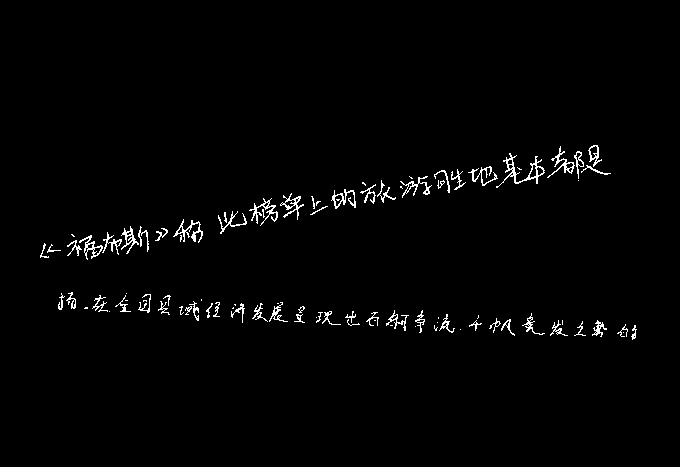 《福布斯》称此榜单上的旅游胜地基本都是
指.在全国县域经济发展呈现出百舸争流.千帆竞发之势的